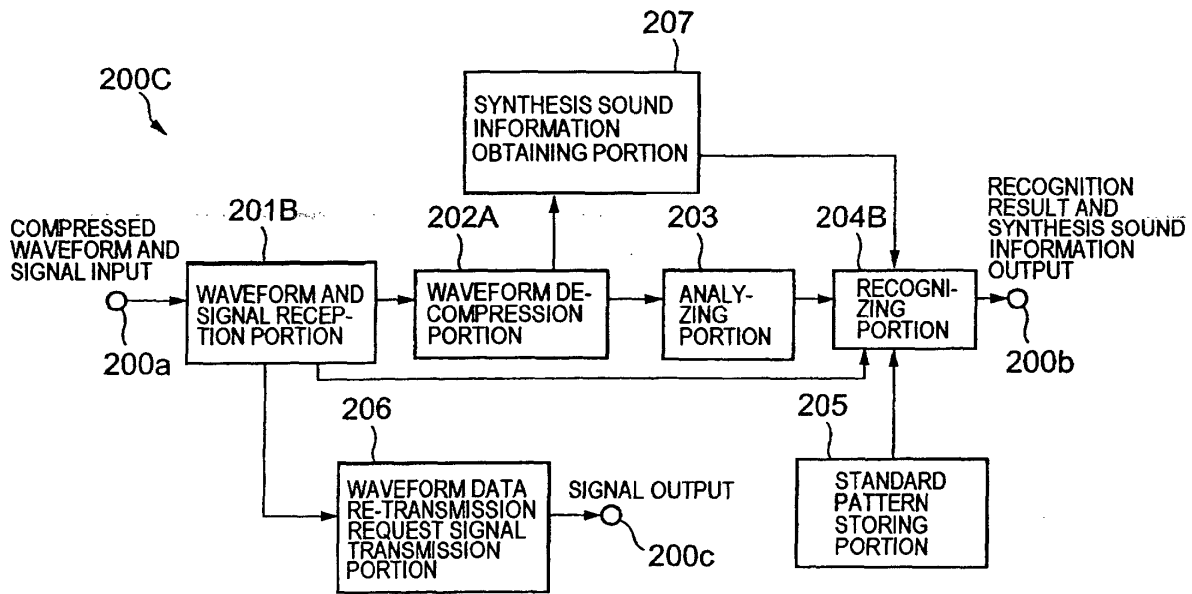 207
200C
SYNTHESIS SOUND
INFORMATION
OBTAINING PORTION
RECOGNITION
RESULT AND
SYNTHESIS SOUND
INFORMATION
OUTPUT
COMPRESSED
WAVEFORM AND
SIGNAL INPUT
201B
202A
203
204B
WAVEFORM AND
SIGNAL RECEP-
TION PORTION
WAVEFORM DE-
COMPRESSION
PORTION
ANALY-
ZING
PORTION
RECOGNI-
ZING
PORTION
200a
200b
206
205
WAVEFORM DATA
RE-TRANSMISSION
REQUEST SIGNAL
TRANSMISSION
PORTION
SIGNAL OUTPUT
200c
STANDARD
PATTERN
STORING
PORTION